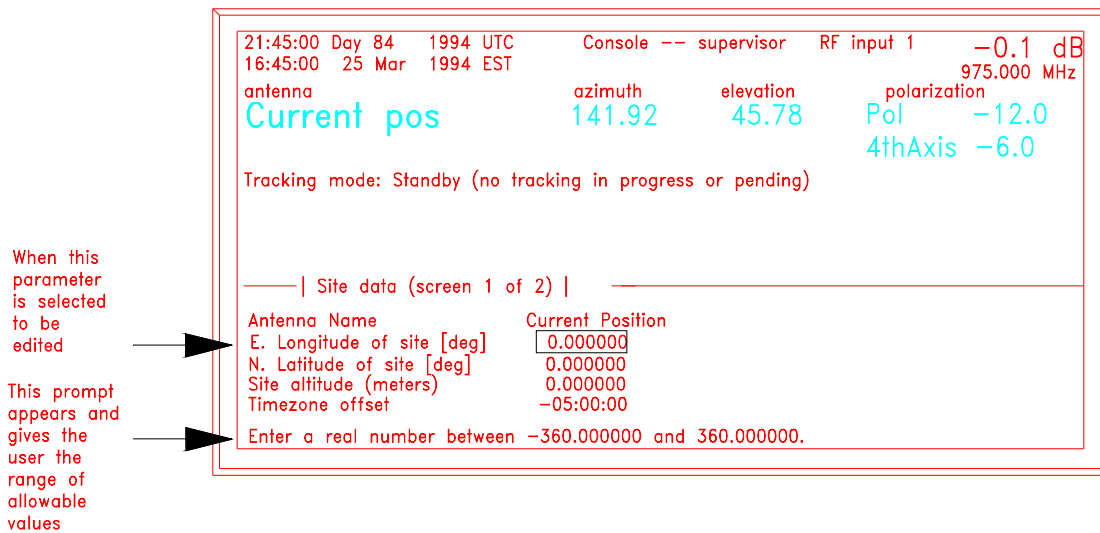 21:45:00 Day 84 1994 UTC Console -- supervisor RF input 1 -0.1 dB
16:45:00 25 Mar 1994 EST 975.000 MHz
antenna azimuth elevation polarization
Current pos 141.92 45.78 Pol -12.0
4thAxis -6.0
Tracking mode: Standby (no tracking in progress or pending)
When this
parameter
is selected
to be
edited
| Site data (screen 1 of 2) |
Antenna Name Current Position
E. Longitude of site [deg] 0.000000
N. Latitude of site [deg] 0.000000
Site altitude (meters) 0.000000
Timezone offset -05:00:00
This prompt
appears and
gives the
user the
range of
allowable
values
Enter a real number between -360.000000 and 360.000000.